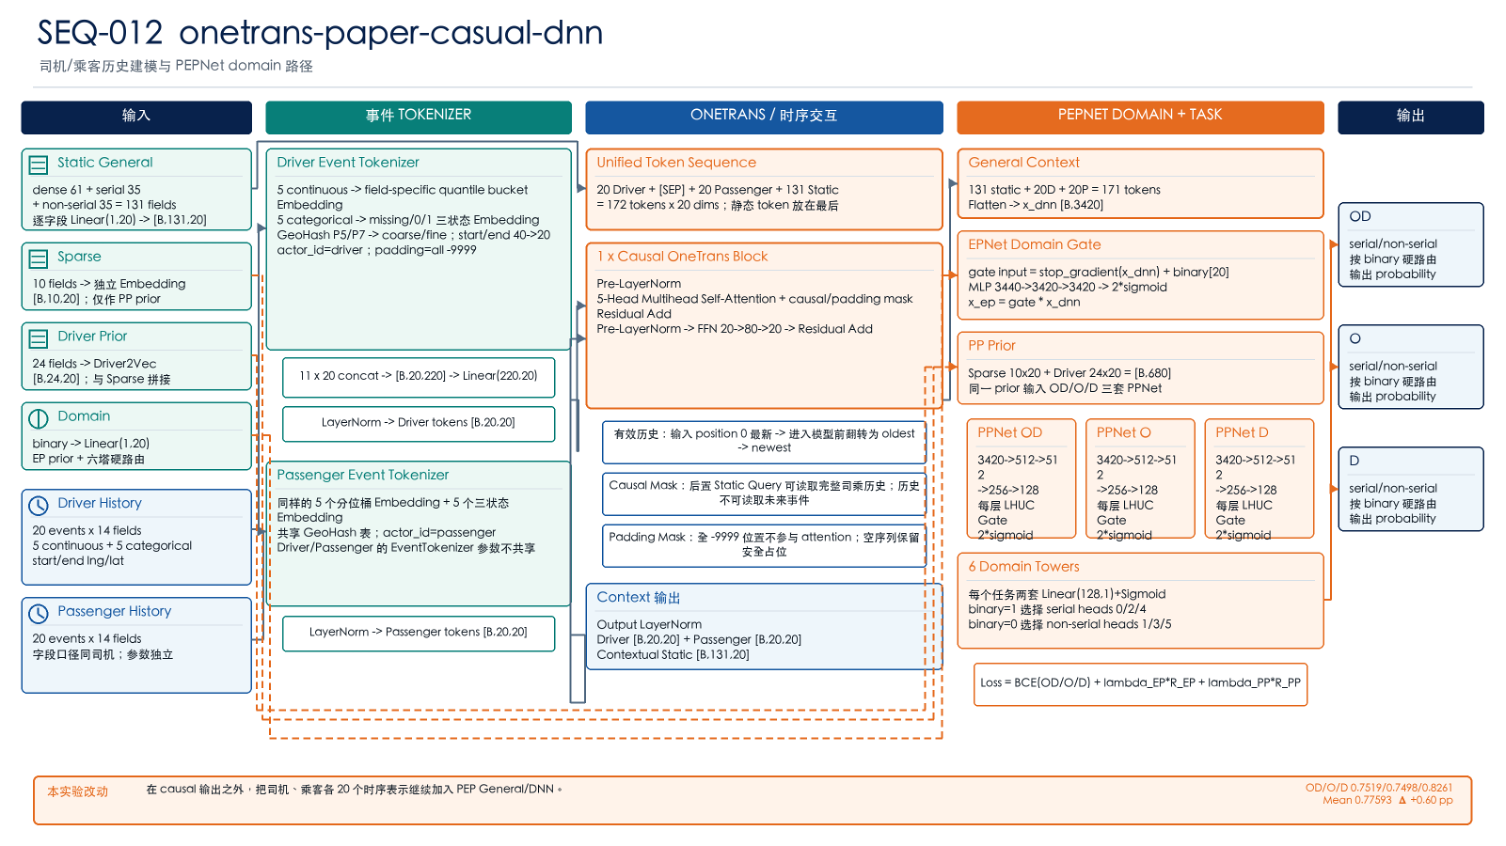 SEQ-012 onetrans-paper-casual-dnn
司机/乘客历史建模与 PEPNet domain 路径
输入
Static General
dense 61 + serial 35
+ non-serial 35 = 131 fields
逐字段 Linear(1,20) -> [B,131,20]
Sparse
10 fields -> 独立 Embedding
[B,10,20]；仅作 PP prior
Driver Prior
24 fields -> Driver2Vec
[B,24,20]；与 Sparse 拼接
Domain
binary -> Linear(1,20)
EP prior + 六塔硬路由
Driver History
20 events x 14 fields
5 continuous + 5 categorical
start/end lng/lat
Passenger History
20 events x 14 fields
字段口径同司机；参数独立
事件 TOKENIZER
Driver Event Tokenizer
5 continuous -> field-specific quantile bucket
Embedding
5 categorical -> missing/0/1 三状态 Embedding
GeoHash P5/P7 -> coarse/fine；start/end 40->20
actor_id=driver；padding=all -9999
11 x 20 concat -> [B,20,220] -> Linear(220,20)
LayerNorm -> Driver tokens [B,20,20]
Passenger Event Tokenizer
同样的 5 个分位桶 Embedding + 5 个三状态
Embedding
共享 GeoHash 表；actor_id=passenger
Driver/Passenger 的 EventTokenizer 参数不共享
LayerNorm -> Passenger tokens [B,20,20]
ONETRANS / 时序交互
Unified Token Sequence
20 Driver + [SEP] + 20 Passenger + 131 Static
= 172 tokens x 20 dims；静态 token 放在最后
1 x Causal OneTrans Block
Pre-LayerNorm
5-Head Multihead Self-Attention + causal/padding mask
Residual Add
Pre-LayerNorm -> FFN 20->80->20 -> Residual Add
有效历史：输入 position 0 最新 -> 进入模型前翻转为 oldest
-> newest
Causal Mask：后置 Static Query 可读取完整司乘历史；历史
不可读取未来事件
Padding Mask：全 -9999 位置不参与 attention；空序列保留
安全占位
Context 输出
Output LayerNorm
Driver [B,20,20] + Passenger [B,20,20]
Contextual Static [B,131,20]
PEPNET DOMAIN + TASK
General Context
131 static + 20D + 20P = 171 tokens
Flatten -> x_dnn [B,3420]
EPNet Domain Gate
gate input = stop_gradient(x_dnn) + binary[20]
MLP 3440->3420->3420 -> 2*sigmoid
x_ep = gate * x_dnn
PP Prior
Sparse 10x20 + Driver 24x20 = [B,680]
同一 prior 输入 OD/O/D 三套 PPNet
PPNet OD
3420->512->51
2
->256->128
每层 LHUC
Gate
2*sigmoid
PPNet O
3420->512->51
2
->256->128
每层 LHUC
Gate
2*sigmoid
PPNet D
3420->512->51
2
->256->128
每层 LHUC
Gate
2*sigmoid
6 Domain Towers
每个任务两套 Linear(128,1)+Sigmoid
binary=1 选择 serial heads 0/2/4
binary=0 选择 non-serial heads 1/3/5
Loss = BCE(OD/O/D) + lambda_EP*R_EP + lambda_PP*R_PP
输出
OD
serial/non-serial
按 binary 硬路由
输出 probability
O
serial/non-serial
按 binary 硬路由
输出 probability
D
serial/non-serial
按 binary 硬路由
输出 probability
本实验改动
在 causal 输出之外，把司机、乘客各 20 个时序表示继续加入 PEP General/DNN。
OD/O/D 0.7519/0.7498/0.8261
Mean 0.77593 Δ +0.60 pp